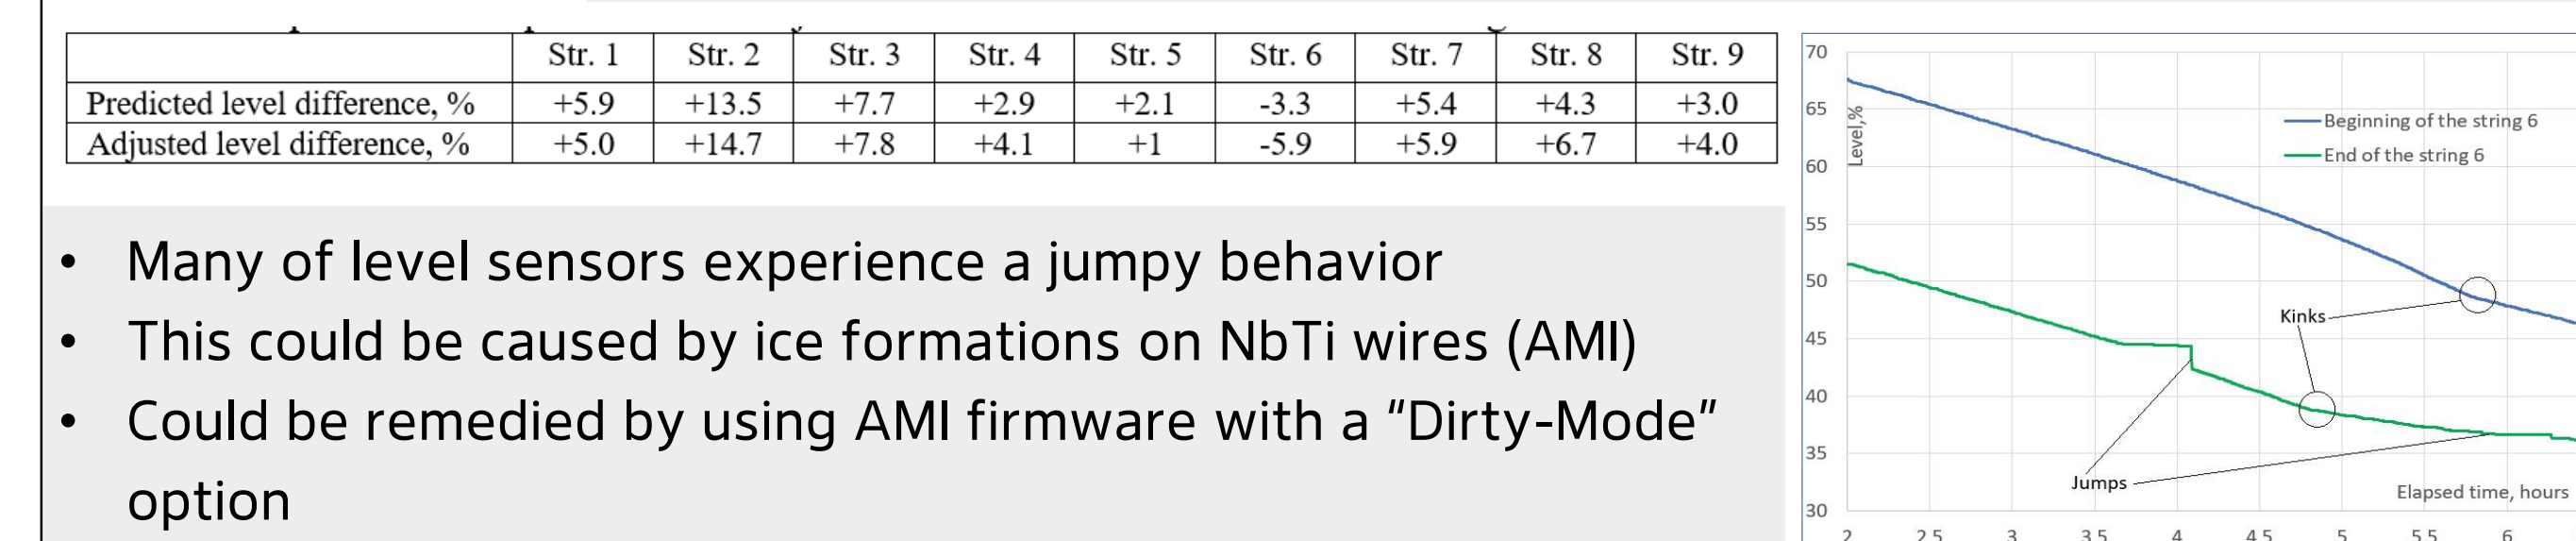 Str. 1 Str. 2 Str. 3 Str. 4 Str. 5 Str. 6 Str. 7 Str. 8 Str. 9
Predicted level difference, % +5.9 +13.5 +7.7 +2.9 +2.1 -3.3 +5.4 +4.3 +3.0
Adjusted level difference, % +5.0 +14.7 +7.8 +4.1 +1 -5.9 +5.9 +6.7 +4.0
• Many of level sensors experience a jumpy behavior
• This could be caused by ice formations on NbTi wires (AMI)
• Could be remedied by using AMI firmware with a “Dirty-Mode”
option
70
65
60
55
50
45
40
35
30
Level,%
Beginning of the string 6
End of the string 6
Kinks
Jumps
Elapsed time, hours
2 2.5 3 3.5 4 4.5 5 5.5 6